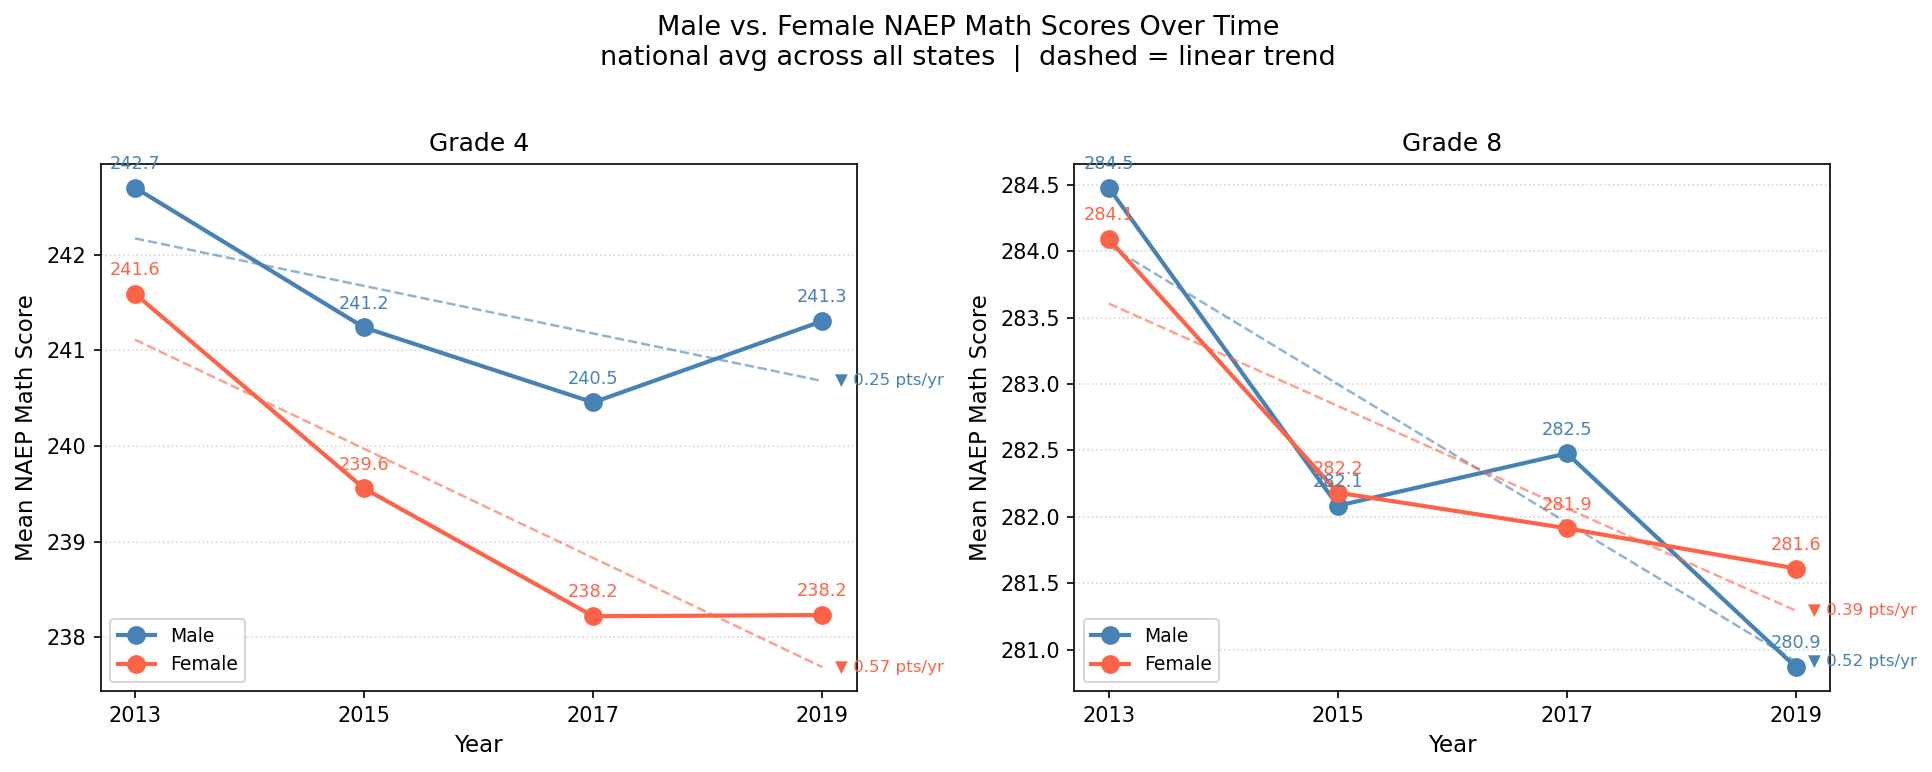 Male vs. Female NAEP Math Scores Over Time
national avg across all states | dashed = linear trend
Grade 4
Mean NAEP Math Score
242
241
240
239
238
242.7
241.2
240.5
241.3
241.6
239.6
238.2
238.2
▼ 0.25 pts/yr
▼ 0.57 pts/yr
Male
Female
2013 2015 2017 2019
Year
Grade 8
Mean NAEP Math Score
284.5
284.0
283.5
283.0
282.5
282.0
281.5
281.0
284.5
284.1
282.2
282.1
282.5
281.9
281.6
280.9
▼ 0.39 pts/yr
▼ 0.52 pts/yr
Male
Female
2013 2015 2017 2019
Year